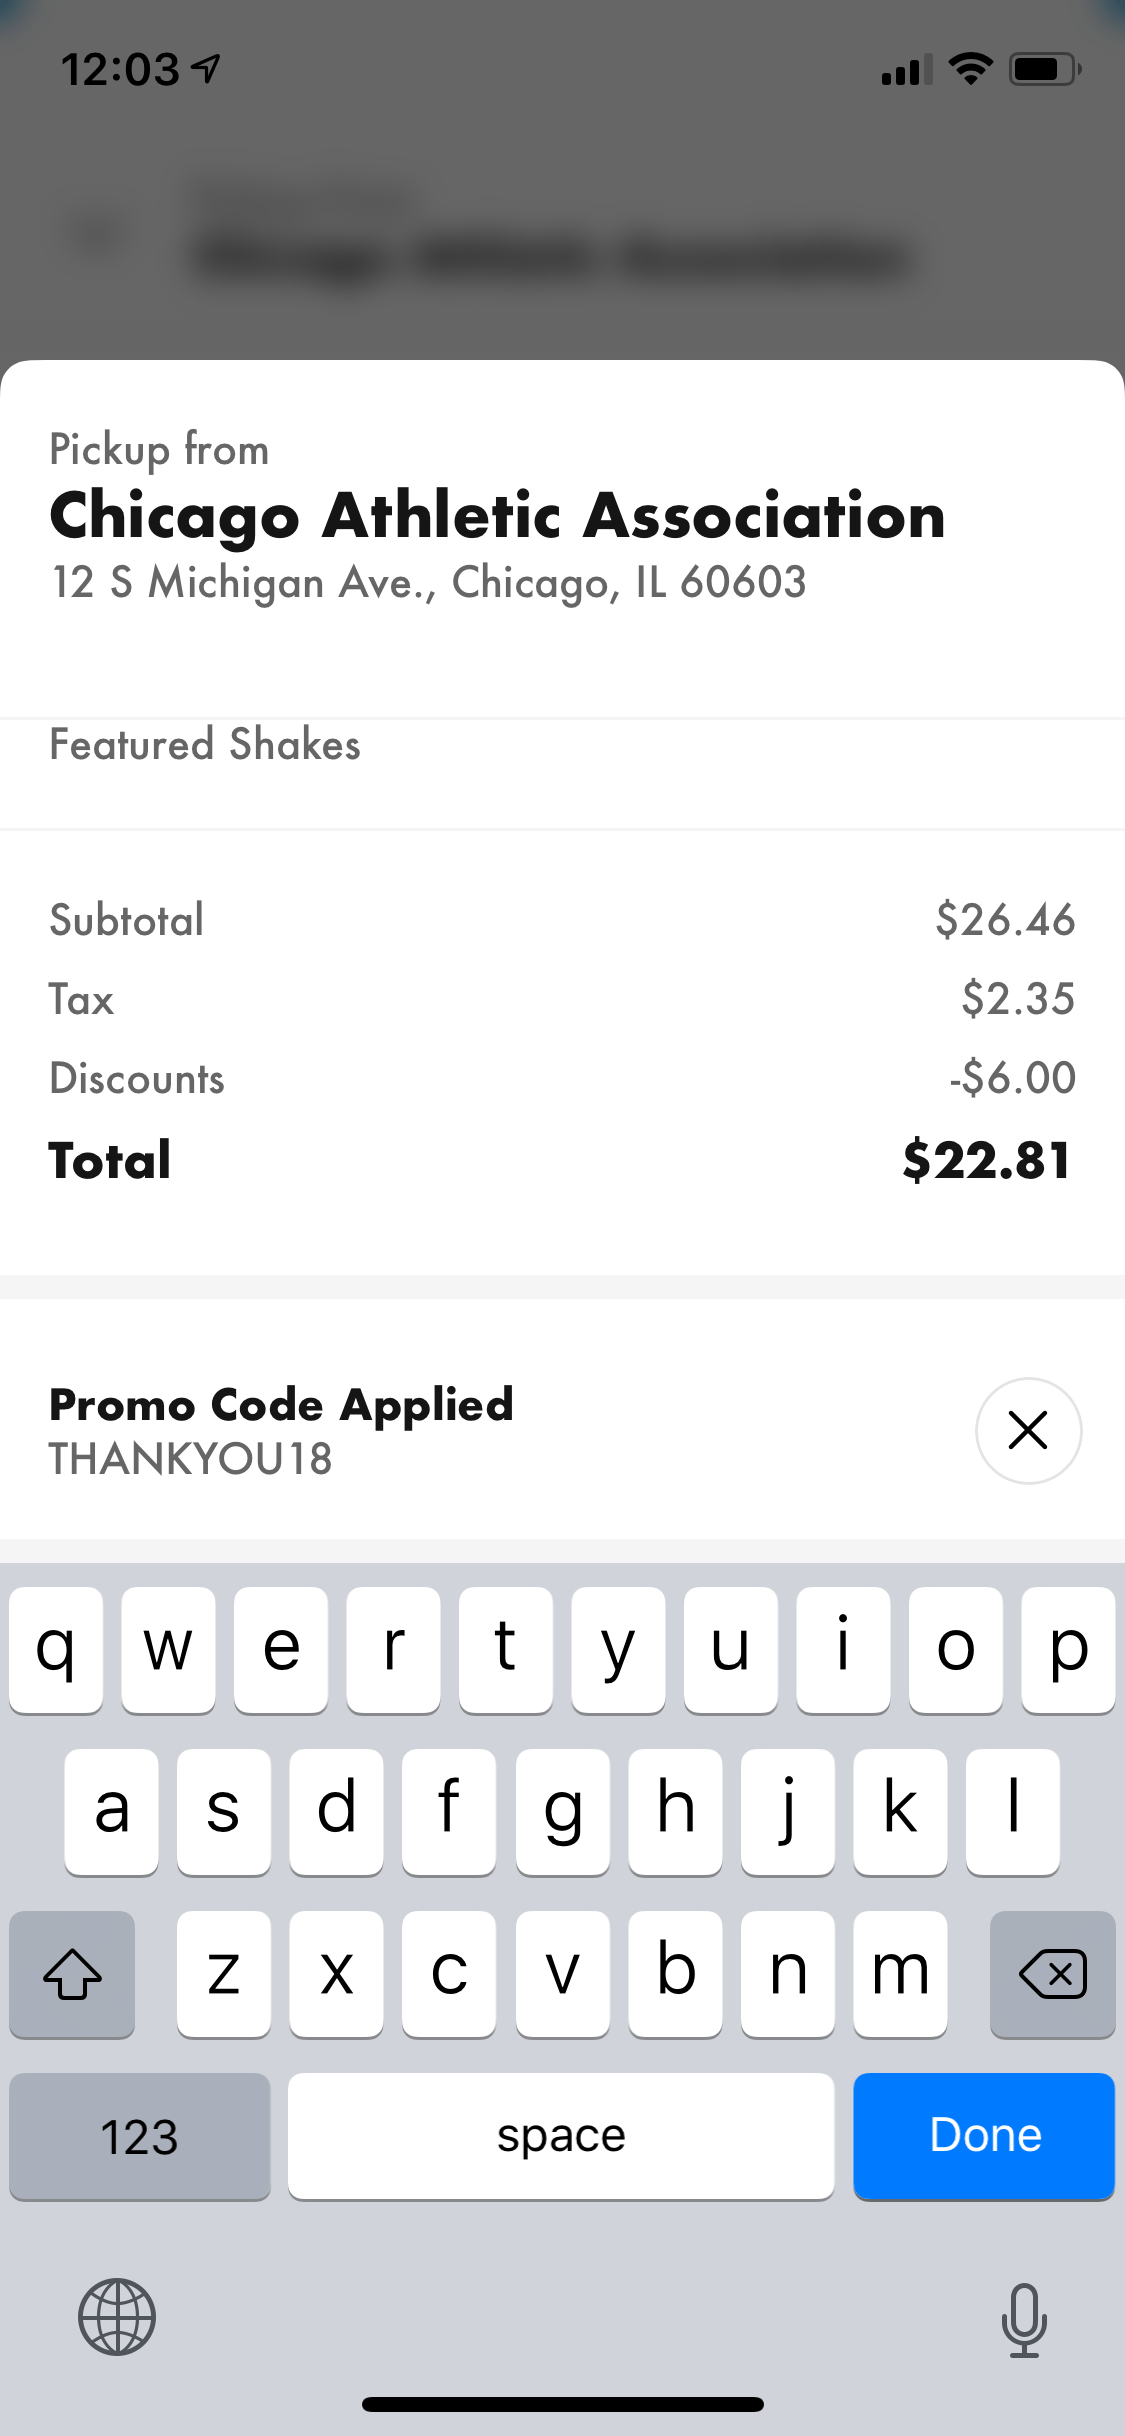 12:03
Pickup from
Chicago Athletic Association
12 S Michigan Ave., Chicago, IL 60603
Featured Shakes
Subtotal $26.46
Tax $2.35
Discounts -$6.00
Total $22.81
Promo Code Applied
THANKYOU18
q w e r t y u i o p
a s d f g h j k l
z x c v b n m
123 space Done